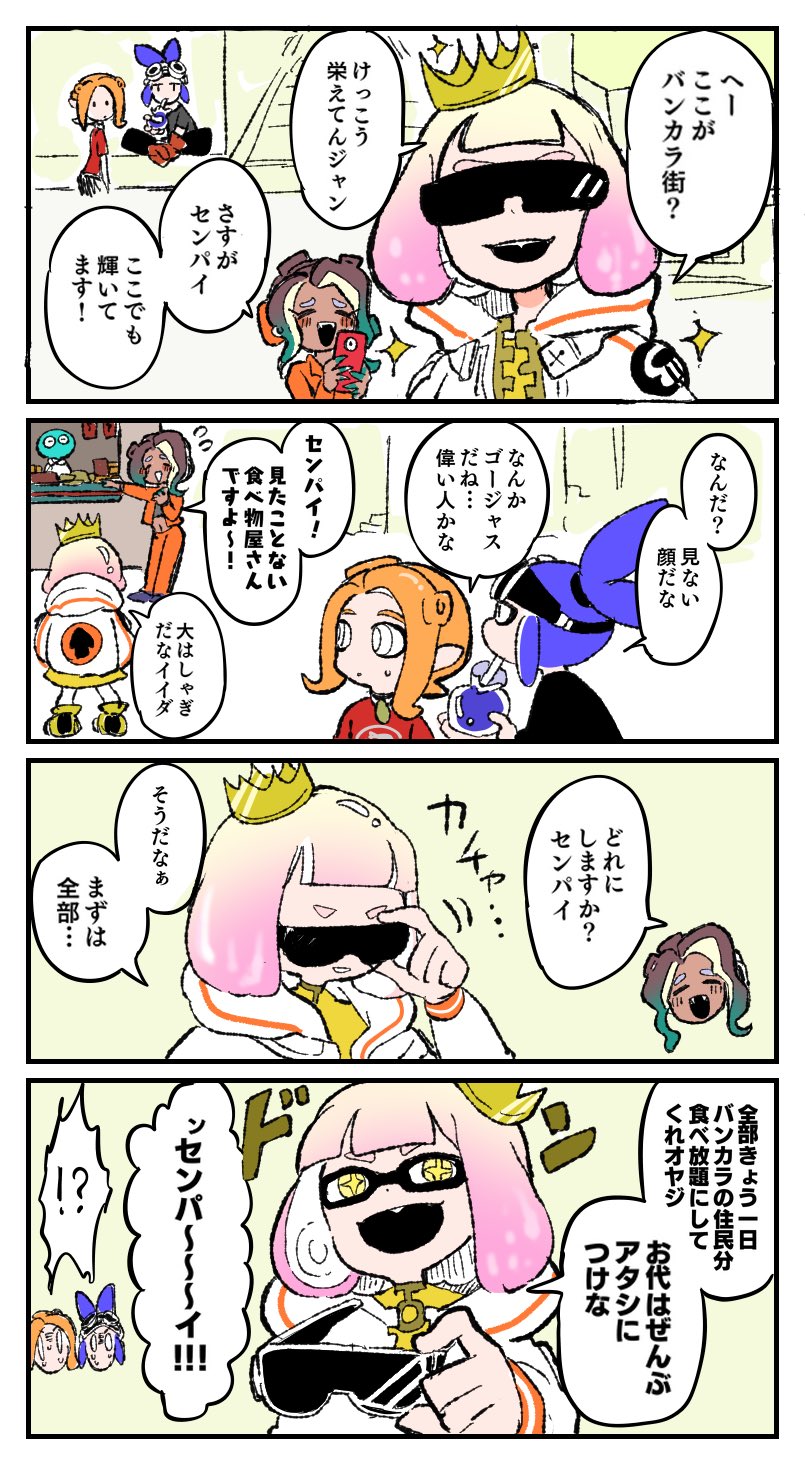 へー
ここが
バンカラ街？
けっこう
栄えてんジャン
さすが
センパイ
ここでも
輝いて
ます！
なんだ？
見ない
顔だな
なんか
ゴージャス
だね…
偉い人かな
センパイ！
見たことない
食べ物屋さん
ですよ〜！
大はしゃぎ
だなイイダ
どれに
しますか？
センパイ
カチャ…
そうだなぁ
まずは
全部…
全部きょう一日
バンカラの住民分
食べ放題にして
くれオヤジ
お代はぜんぶ
アタシに
つけな
ドン
ンセンパ〜〜〜イ!!!
!?